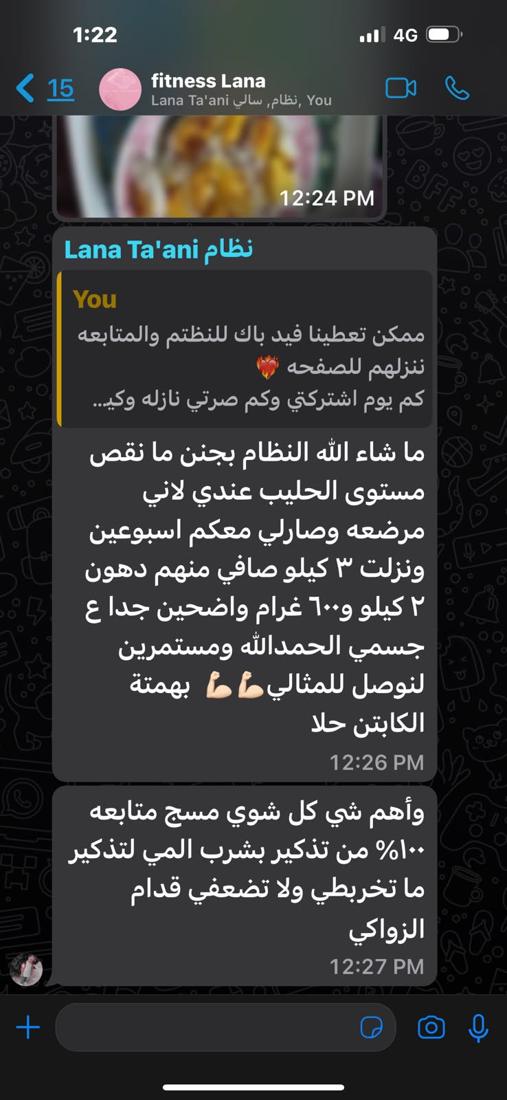 1:22
4G
15
fitness Lana
Lana Ta'ani نظام, سالي, You
12:24 PM
Lana Ta'ani نظام
You
ممكن تعطينا فيد باك للنظتم والمتابعه
ننزلهم للصفحه ❤️‍🔥
كم يوم اشتركتي وكم صرتي نازله وكيـ...
ما شاء الله النظام بجنن ما نقص
مستوى الحليب عندي لاني
مرضعه وصارلي معكم اسبوعين
ونزلت ٣ كيلو صافي منهم دهون
٢ كيلو و٦٠٠ غرام واضحين جدا ع
جسمي الحمدالله ومستمرين
لنوصل للمثالي💪🏻💪🏻 بهمتة
الكابتن حلا
12:26 PM
وأهم شي كل شوي مسج متابعه
١٠٠% من تذكير بشرب المي لتذكير
ما تخربطي ولا تضعفي قدام
الزواكي
12:27 PM